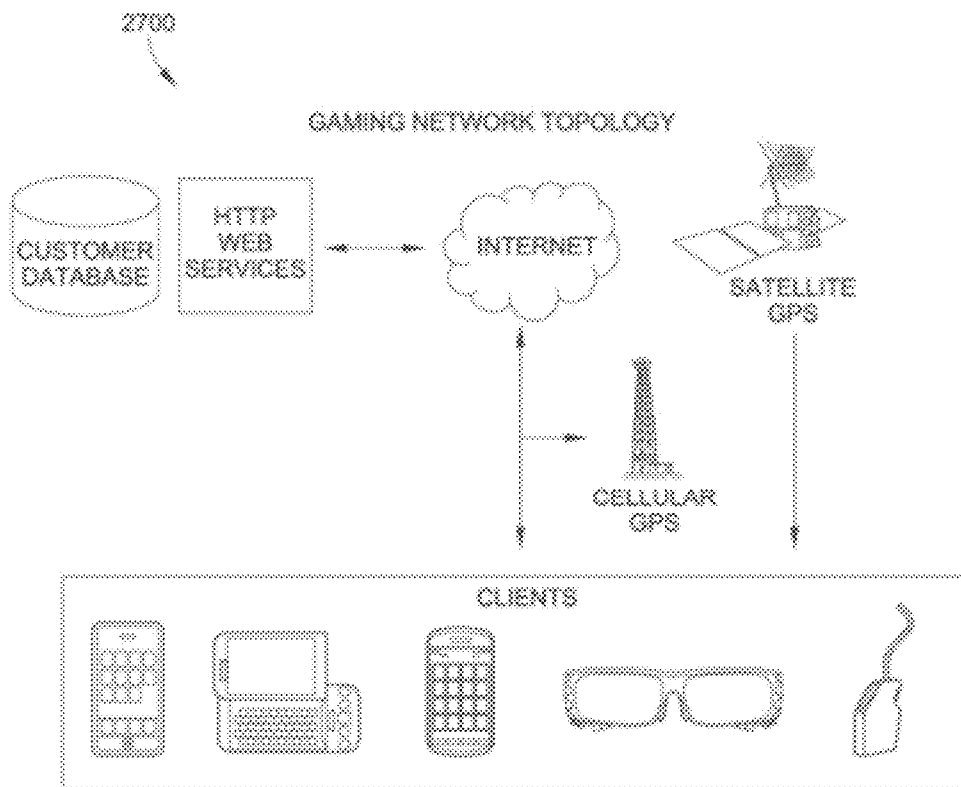 2700
GAMING NETWORK TOPOLOGY
CUSTOMER
DATABASE
HTTP
WEB
SERVICES
INTERNET
SATELLITE
GPS
CELLULAR
GPS
CLIENTS